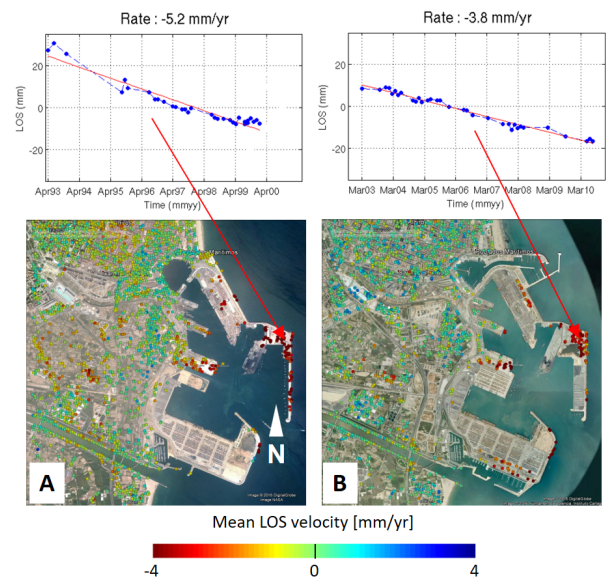 Rate : -5.2 mm/yr
Rate : -3.8 mm/yr
LOS (mm)
20
0
-20
Apr93 Apr94 Apr95 Apr96 Apr97 Apr98 Apr99 Apr00
Time (mmyy)
LOS (mm)
20
0
-20
Mar03 Mar04 Mar05 Mar06 Mar07 Mar08 Mar09 Mar10
Time (mmyy)
A
N
B
Mean LOS velocity [mm/yr]
-4 0 4